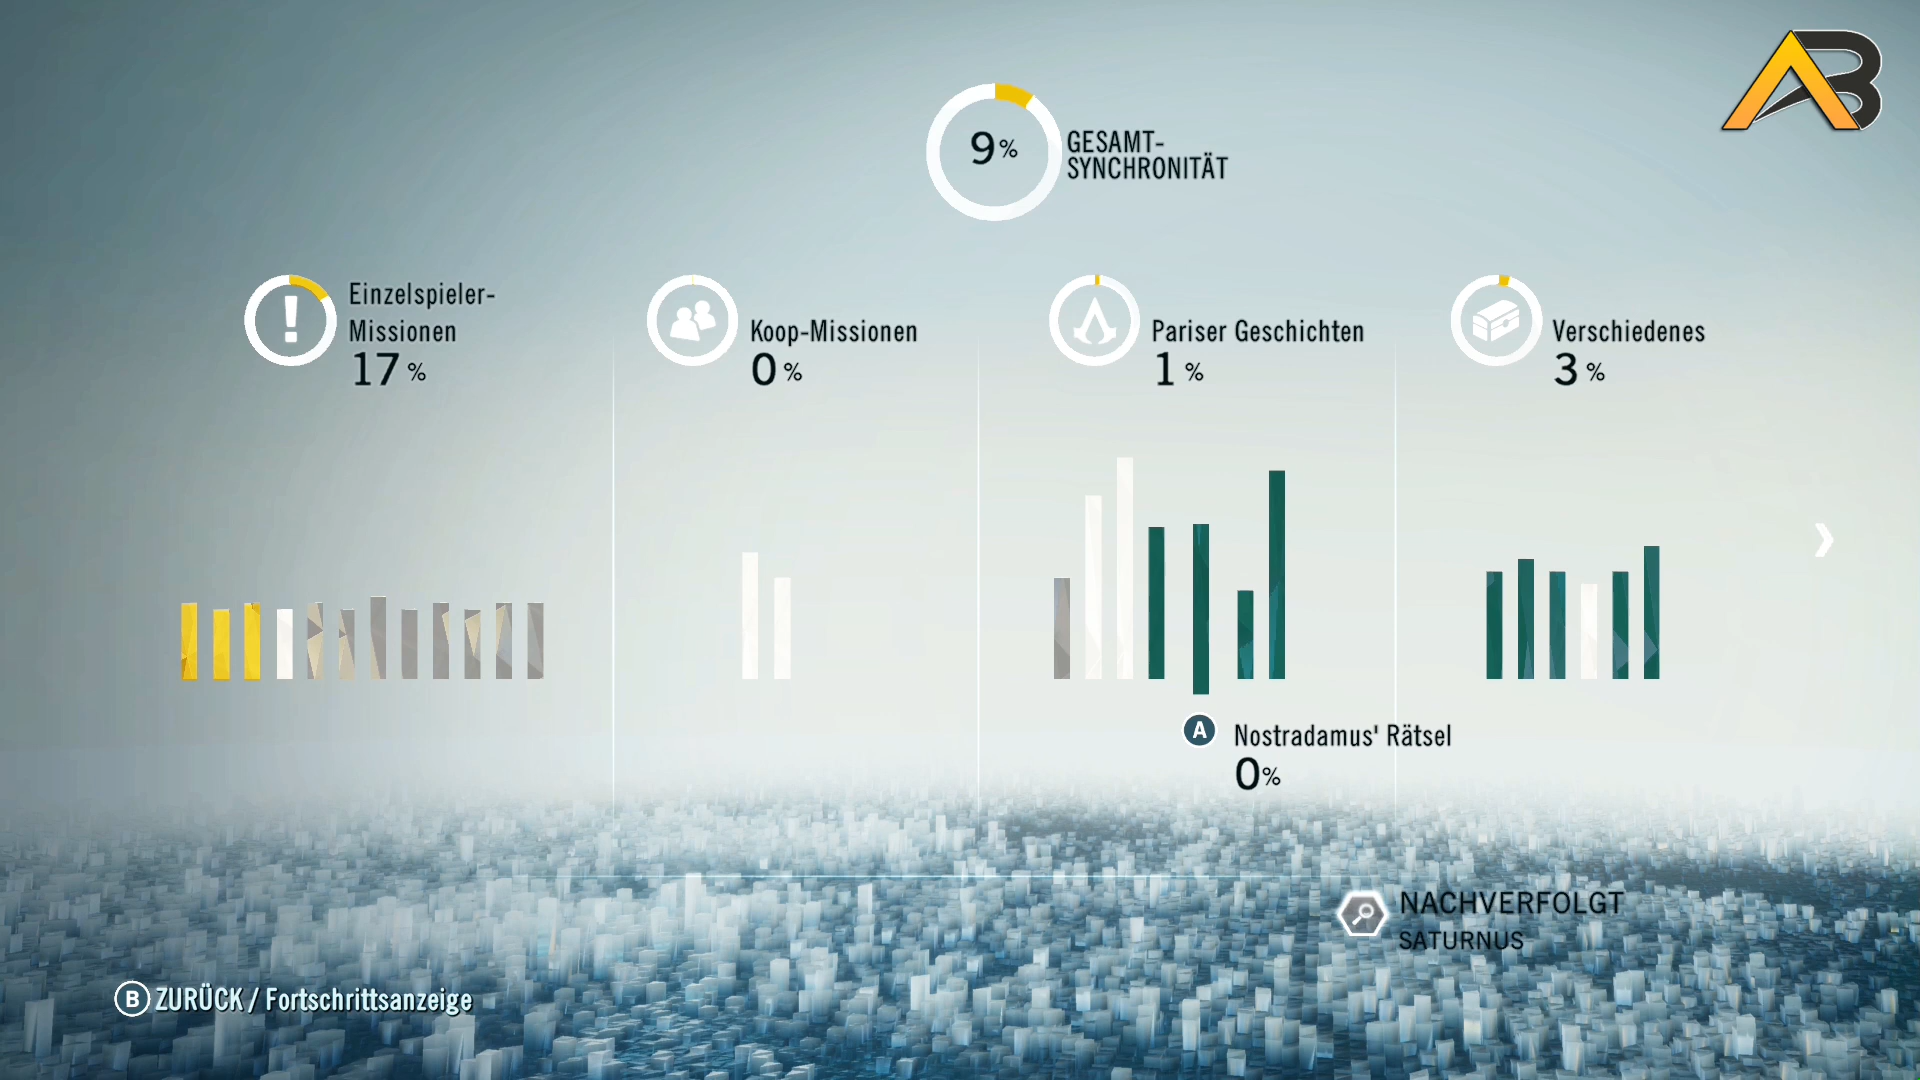 AB
9%
GESAMT-
SYNCHRONITÄT
Einzelspieler-
Missionen
17 %
Koop-Missionen
0 %
Pariser Geschichten
1 %
Verschiedenes
3 %
A Nostradamus' Rätsel
0%
NACHVERFOLGT
SATURNUS
B ZURÜCK / Fortschrittsanzeige